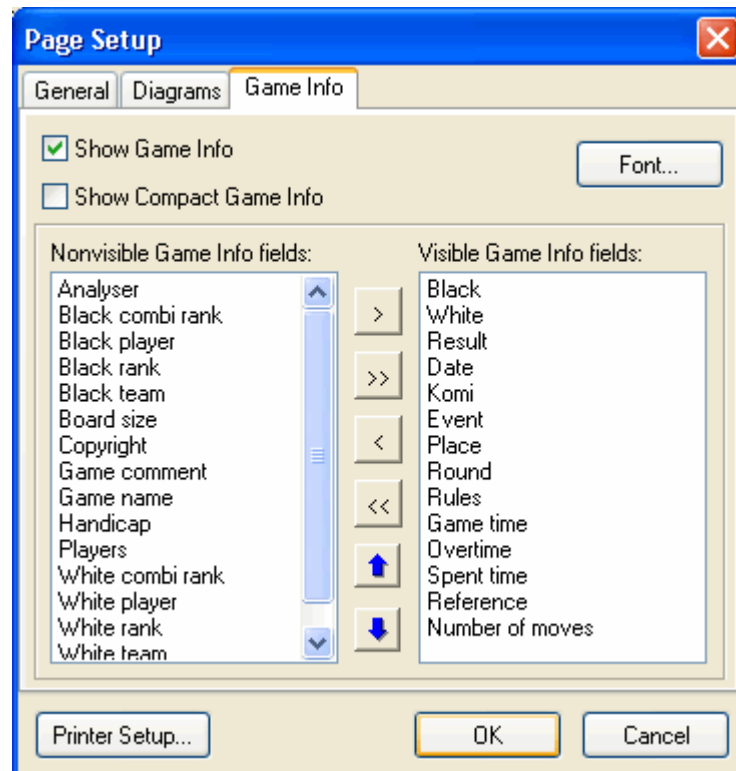 Page Setup
General Diagrams Game Info
Show Game Info
Font...
Show Compact Game Info
Nonvisible Game Info fields:
Analyser
Black combi rank
Black player
Black rank
Black team
Board size
Copyright
Game comment
Game name
Handicap
Players
White combi rank
White player
White rank
White team
>
>>
<
<<
Visible Game Info fields:
Black
White
Result
Date
Komi
Event
Place
Round
Rules
Game time
Overtime
Spent time
Reference
Number of moves
Printer Setup... OK Cancel